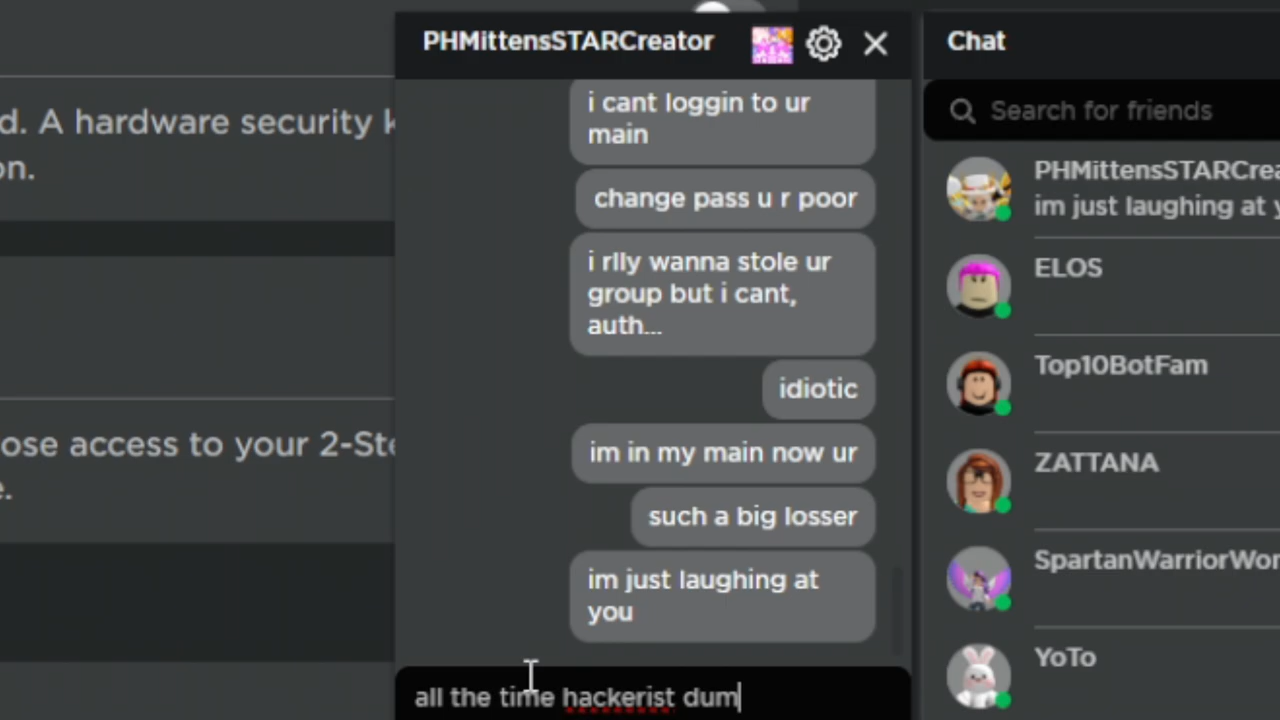 PHMittensSTARCreator
Chat
d. A hardware security
on.
ose access to your 2-Ste
e.
i cant loggin to ur
main
change pass u r poor
i rlly wanna stole ur
group but i cant,
auth...
idiotic
im in my main now ur
such a big losser
im just laughing at
you
all the time hackerist dum
Search for friends
PHMittensSTARCrea
im just laughing at y
ELOS
Top10BotFam
ZATTANA
SpartanWarriorWor
YoTo